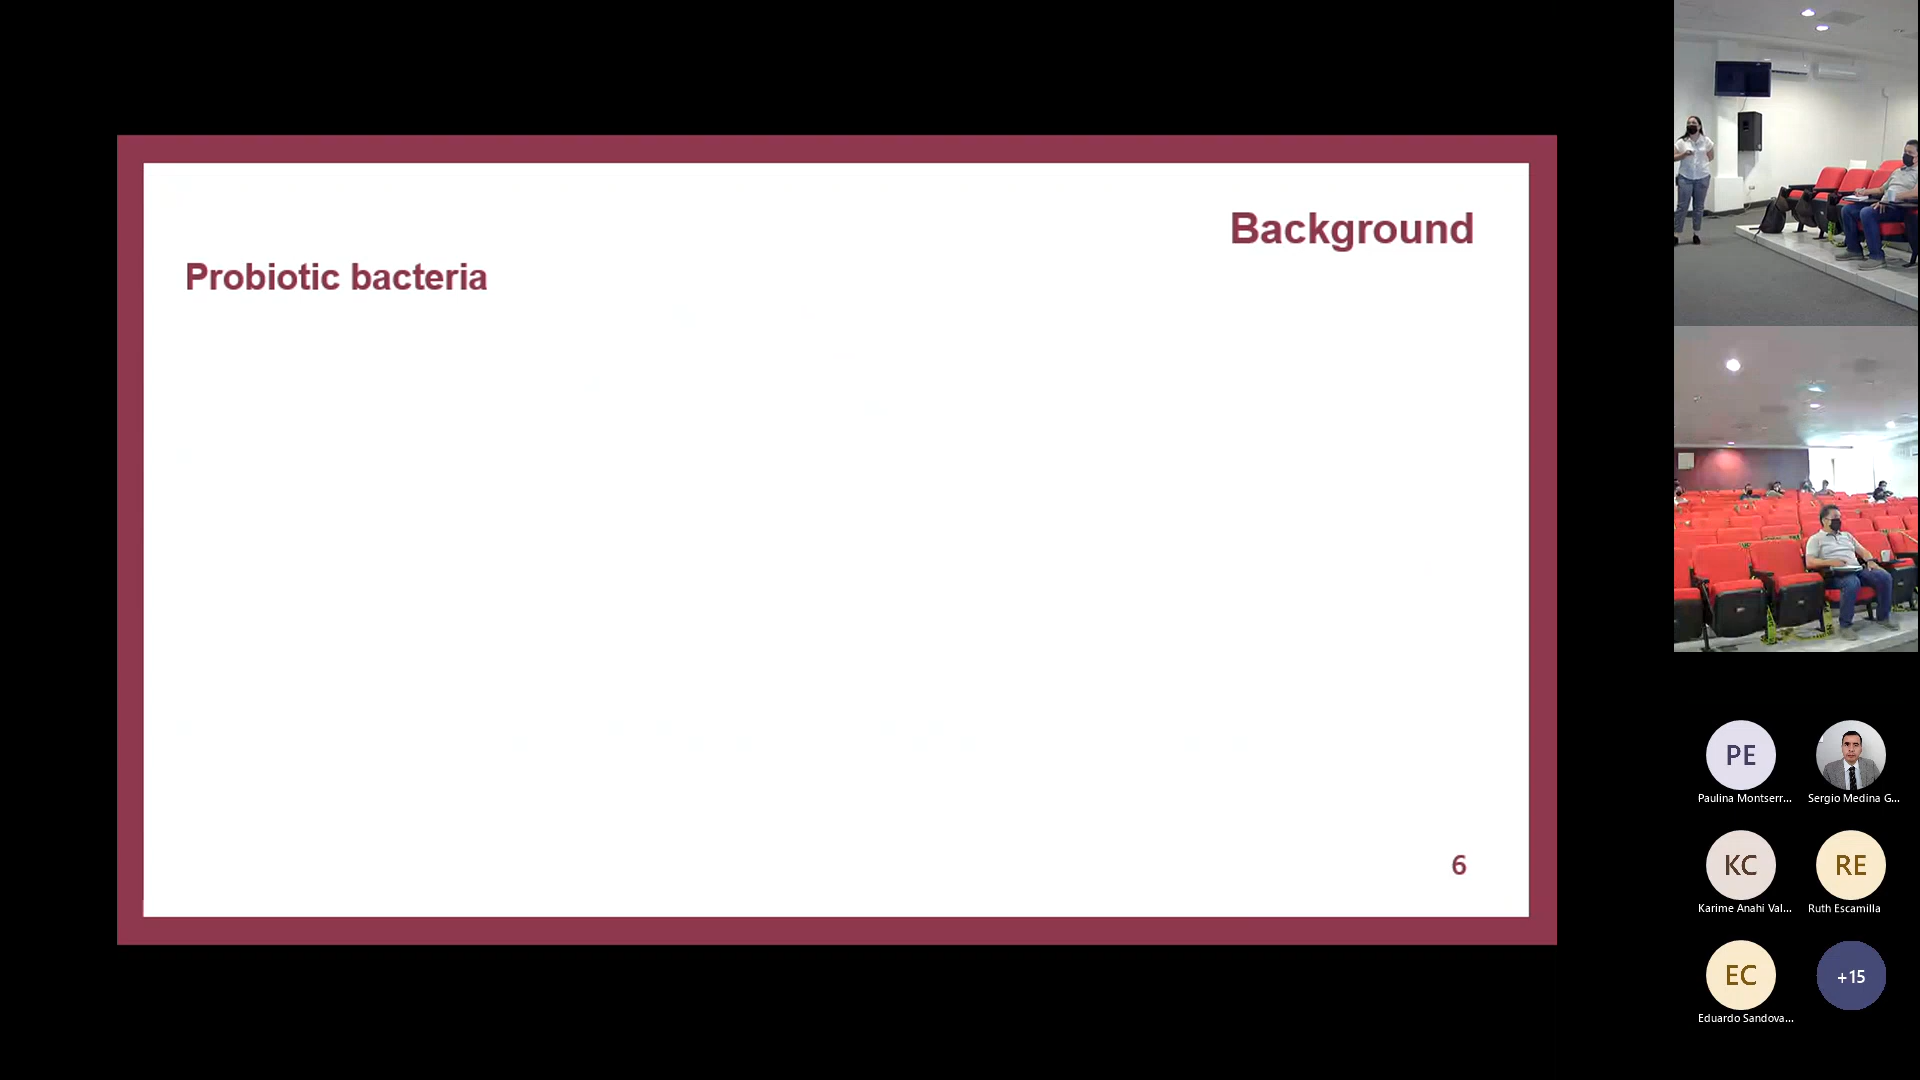 Background
Probiotic bacteria
6
PE
Paulina Montserr...
Sergio Medina G...
KC
Karime Anahí Val...
RE
Ruth Escamilla
EC
Eduardo Sandova...
+15